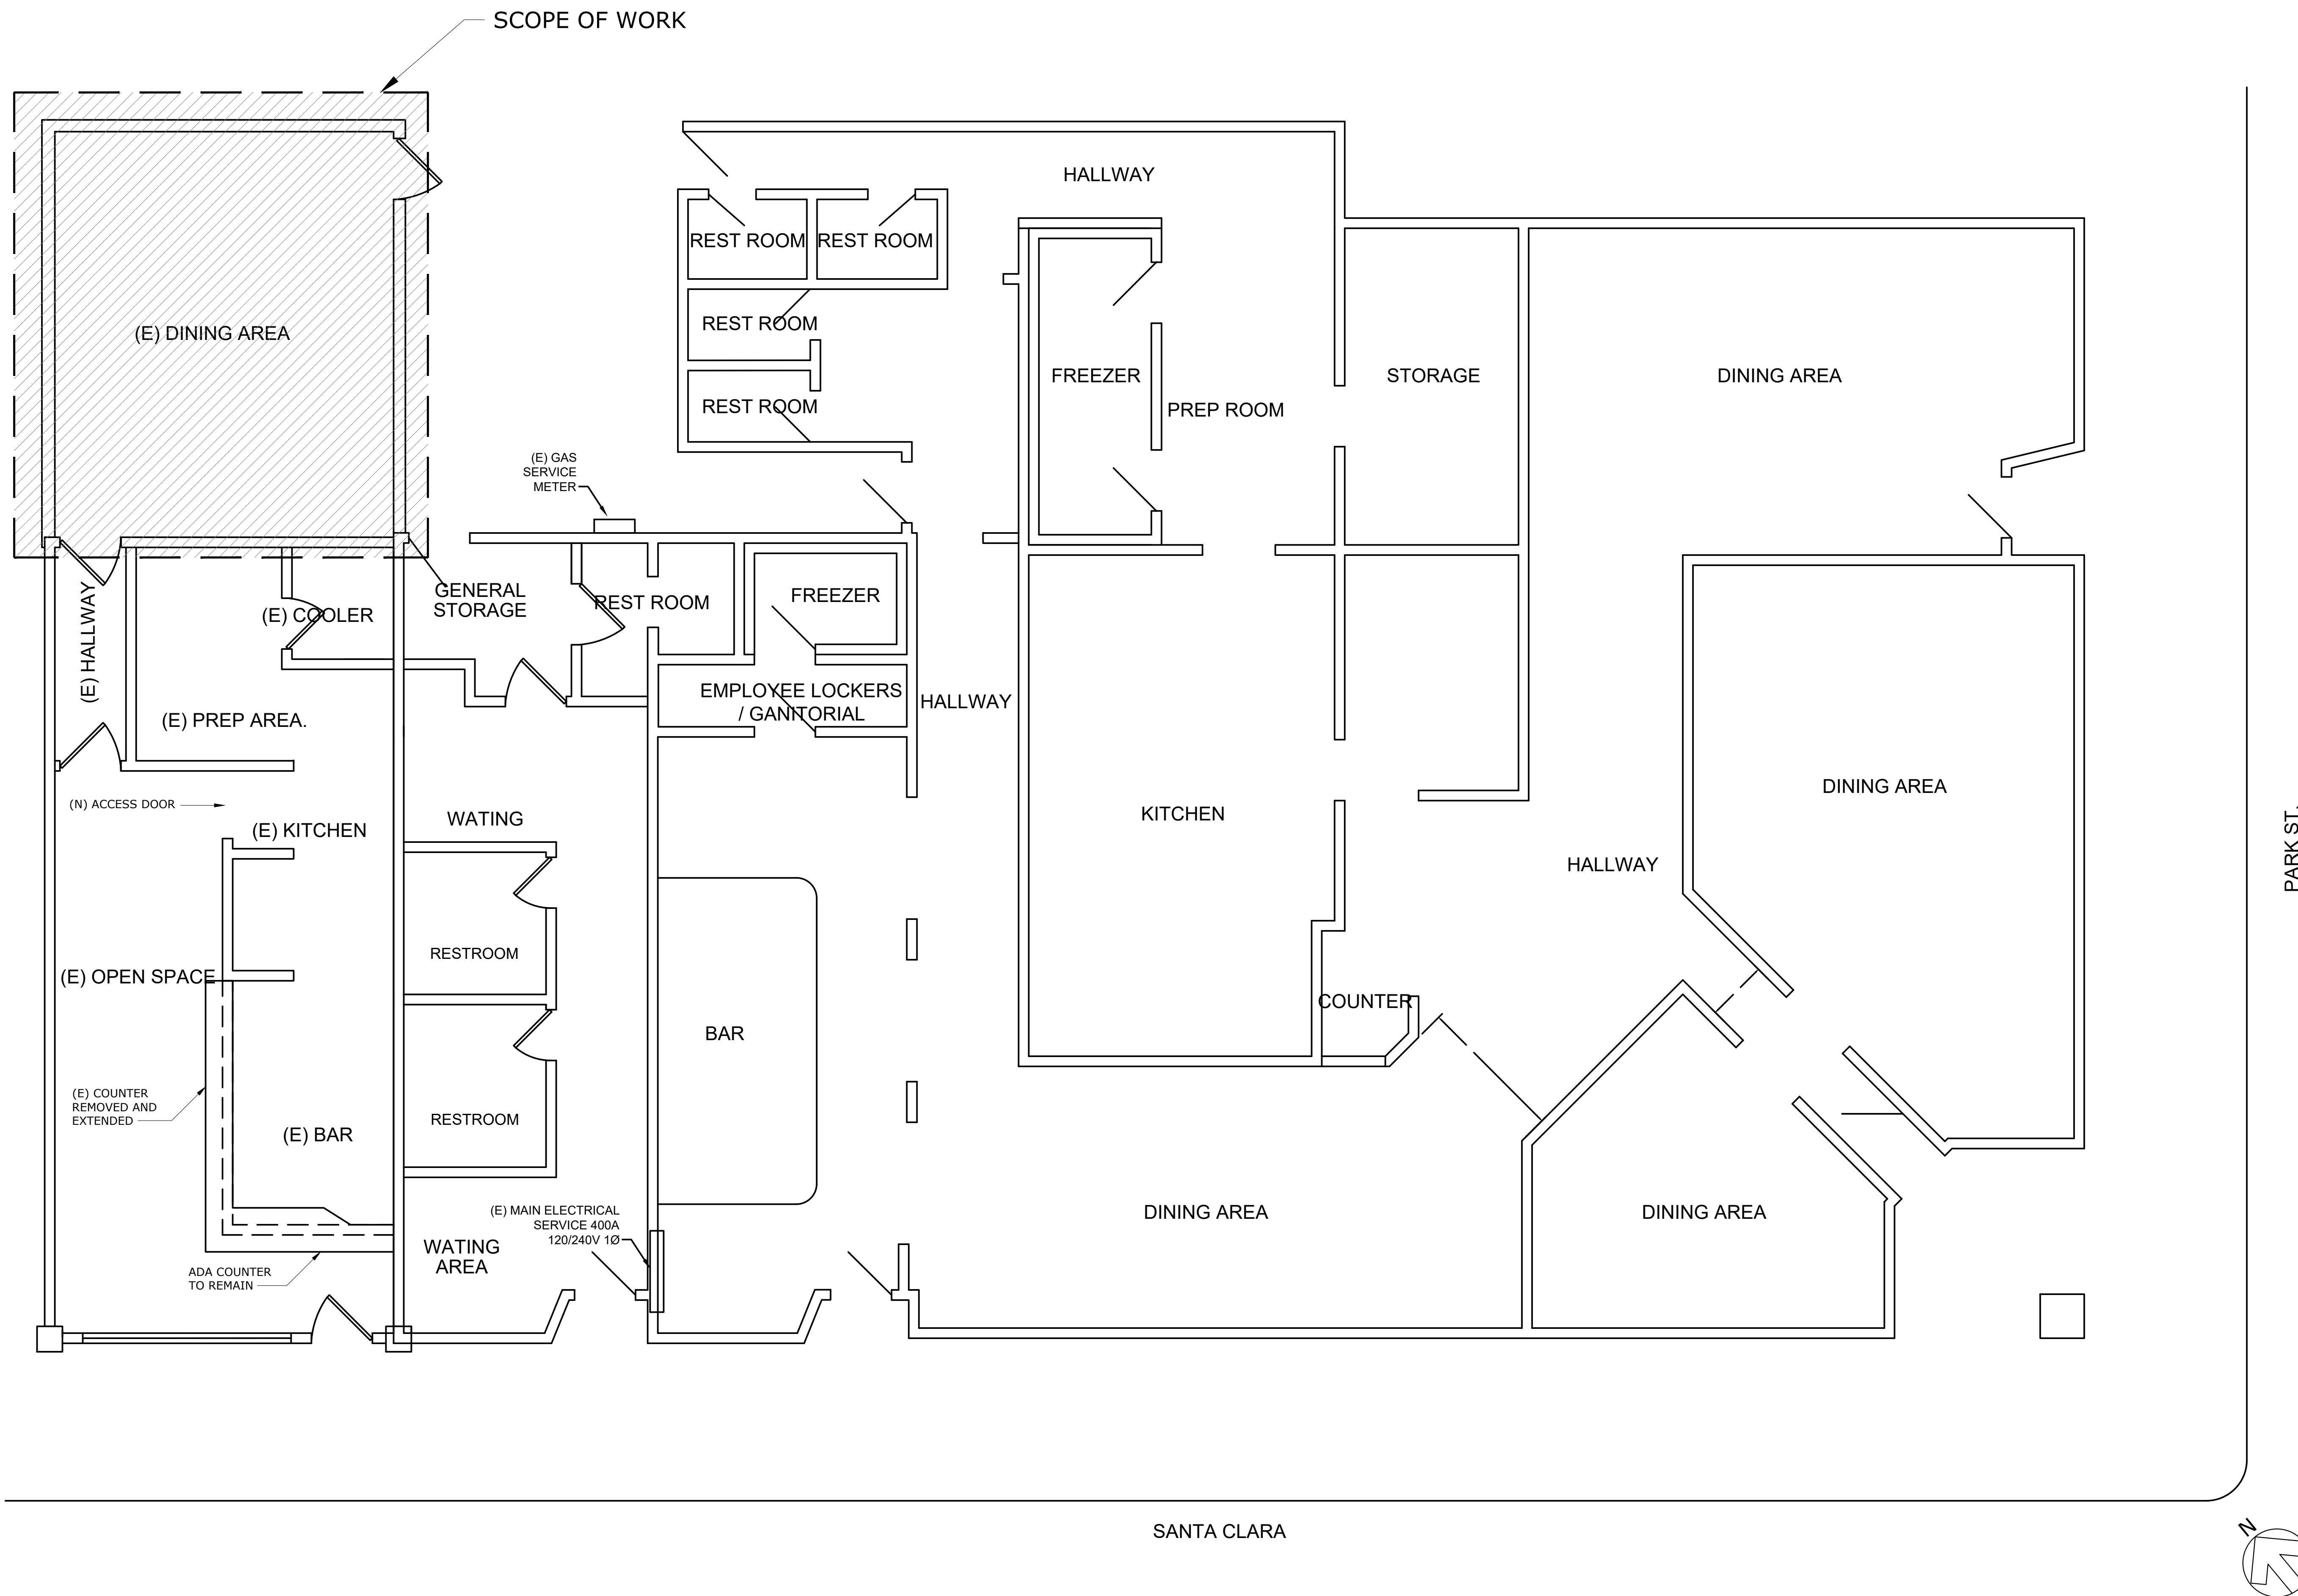 SCOPE OF WORK
HALLWAY
REST ROOM
REST ROOM
REST ROOM
(E) DINING AREA
FREEZER
STORAGE
DINING AREA
REST ROOM
PREP ROOM
(E) GAS
SERVICE
METER
(E) HALLWAY
(E) COOLER
GENERAL
STORAGE
REST ROOM
FREEZER
(E) PREP AREA.
EMPLOYEE LOCKERS
/ GANITORIAL
HALLWAY
DINING AREA
(N) ACCESS DOOR
(E) KITCHEN
WATING
KITCHEN
HALLWAY
PARK ST.
RESTROOM
(E) OPEN SPACE
COUNTER
BAR
(E) COUNTER
REMOVED AND
EXTENDED
(E) BAR
RESTROOM
(E) MAIN ELECTRICAL
SERVICE 400A
120/240V 1Ø
DINING AREA
DINING AREA
WATING
AREA
ADA COUNTER
TO REMAIN
SANTA CLARA
N